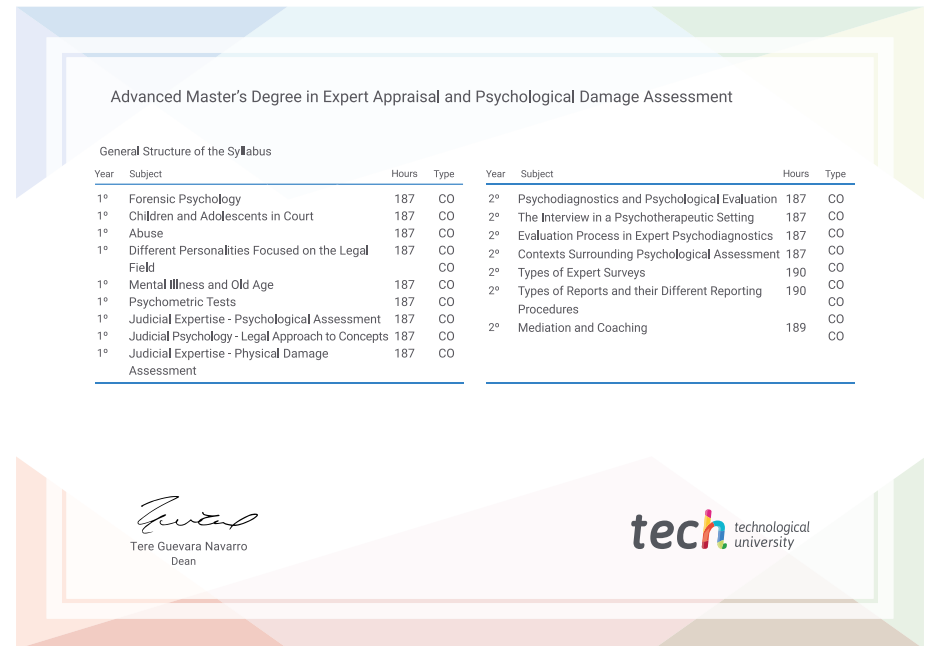 Advanced Master's Degree in Expert Appraisal and Psychological Damage Assessment
General Structure of the Syllabus
Year Subject Hours Type
1º Forensic Psychology 187 CO
1º Children and Adolescents in Court 187 CO
1º Abuse 187 CO
1º Different Personalities Focused on the Legal 187 CO
Field CO
1º Mental Illness and Old Age 187 CO
1º Psychometric Tests 187 CO
1º Judicial Expertise - Psychological Assessment 187 CO
1º Judicial Psychology - Legal Approach to Concepts 187 CO
1º Judicial Expertise - Physical Damage 187 CO
Assessment
Year Subject Hours Type
2º Psychodiagnostics and Psychological Evaluation 187 CO
2º The Interview in a Psychotherapeutic Setting 187 CO
2º Evaluation Process in Expert Psychodiagnostics 187 CO
2º Contexts Surrounding Psychological Assessment 187 CO
2º Types of Expert Surveys 190 CO
2º Types of Reports and their Different Reporting 190 CO
Procedures CO
2º Mediation and Coaching 189 CO
CO
Tere Guevara Navarro
Dean
tech technological
university